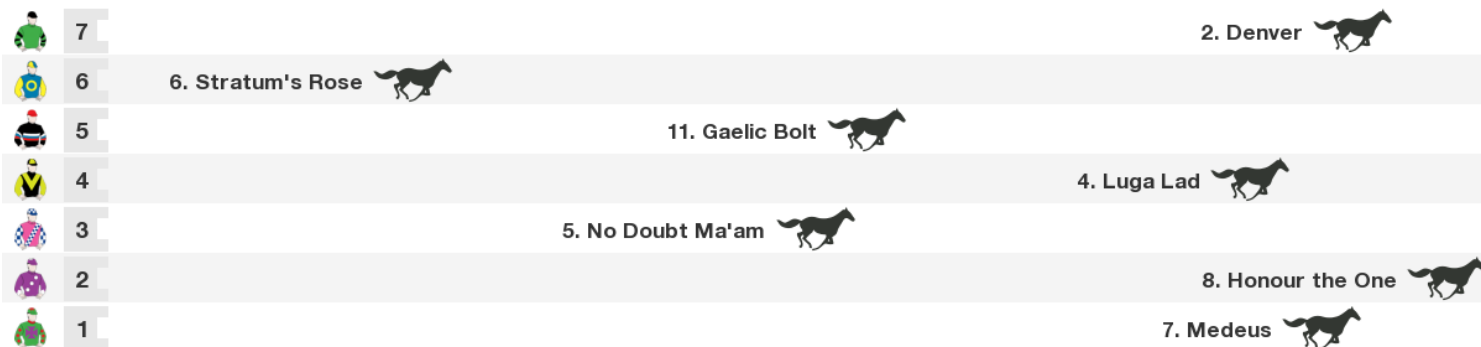 7 2. Denver
6 6. Stratum's Rose
5 11. Gaelic Bolt
4 4. Luga Lad
3 5. No Doubt Ma'am
2 8. Honour the One
1 7. Medeus